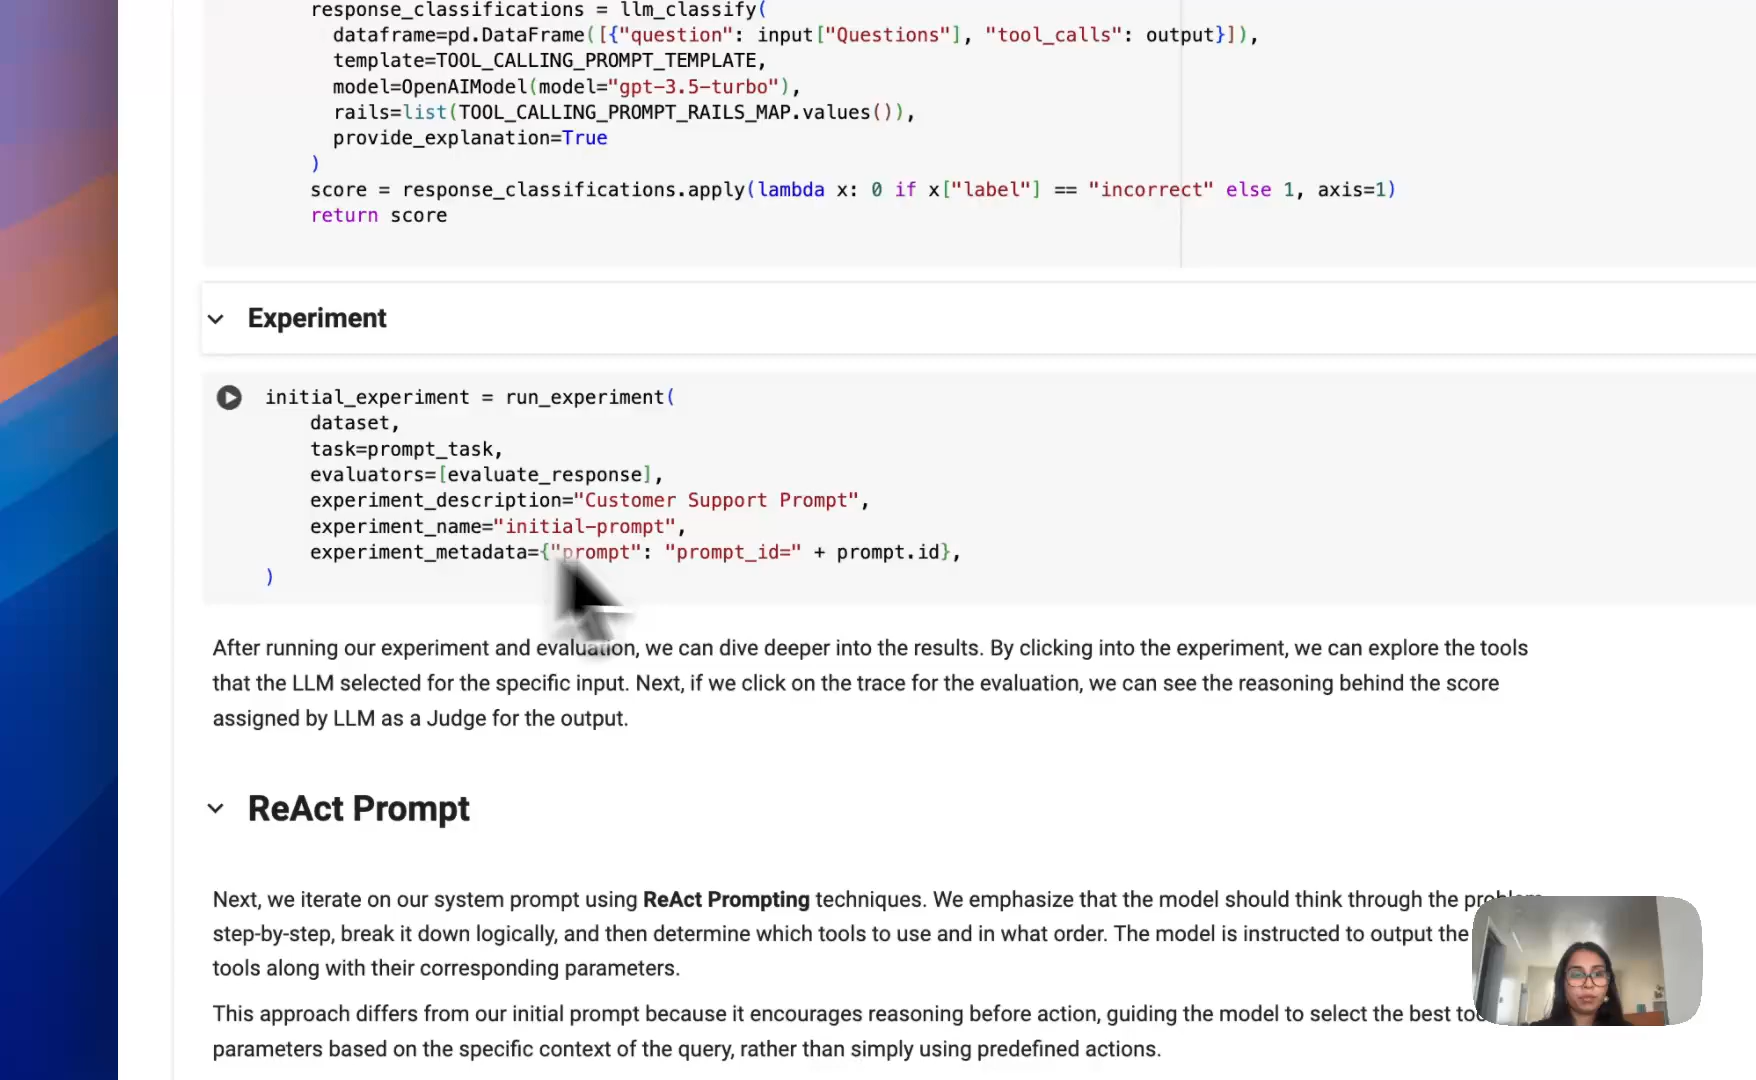 response_classifications = llm_classify(
dataframe=pd.DataFrame([{"question": input["Questions"], "tool_calls": output}]),
template=TOOL_CALLING_PROMPT_TEMPLATE,
model=OpenAIModel(model="gpt-3.5-turbo"),
rails=list(TOOL_CALLING_PROMPT_RAILS_MAP.values()),
provide_explanation=True
)
score = response_classifications.apply(lambda x: 0 if x["label"] == "incorrect" else 1, axis=1)
return score
Experiment
initial_experiment = run_experiment(
dataset,
task=prompt_task,
evaluators=[evaluate_response],
experiment_description="Customer Support Prompt",
experiment_name="initial-prompt",
experiment_metadata={"prompt": "prompt_id=" + prompt.id},
)
After running our experiment and evaluation, we can dive deeper into the results. By clicking into the experiment, we can explore the tools
that the LLM selected for the specific input. Next, if we click on the trace for the evaluation, we can see the reasoning behind the score
assigned by LLM as a Judge for the output.
ReAct Prompt
Next, we iterate on our system prompt using ReAct Prompting techniques. We emphasize that the model should think through the problem
step-by-step, break it down logically, and then determine which tools to use and in what order. The model is instructed to output the
tools along with their corresponding parameters.
This approach differs from our initial prompt because it encourages reasoning before action, guiding the model to select the best
parameters based on the specific context of the query, rather than simply using predefined actions.